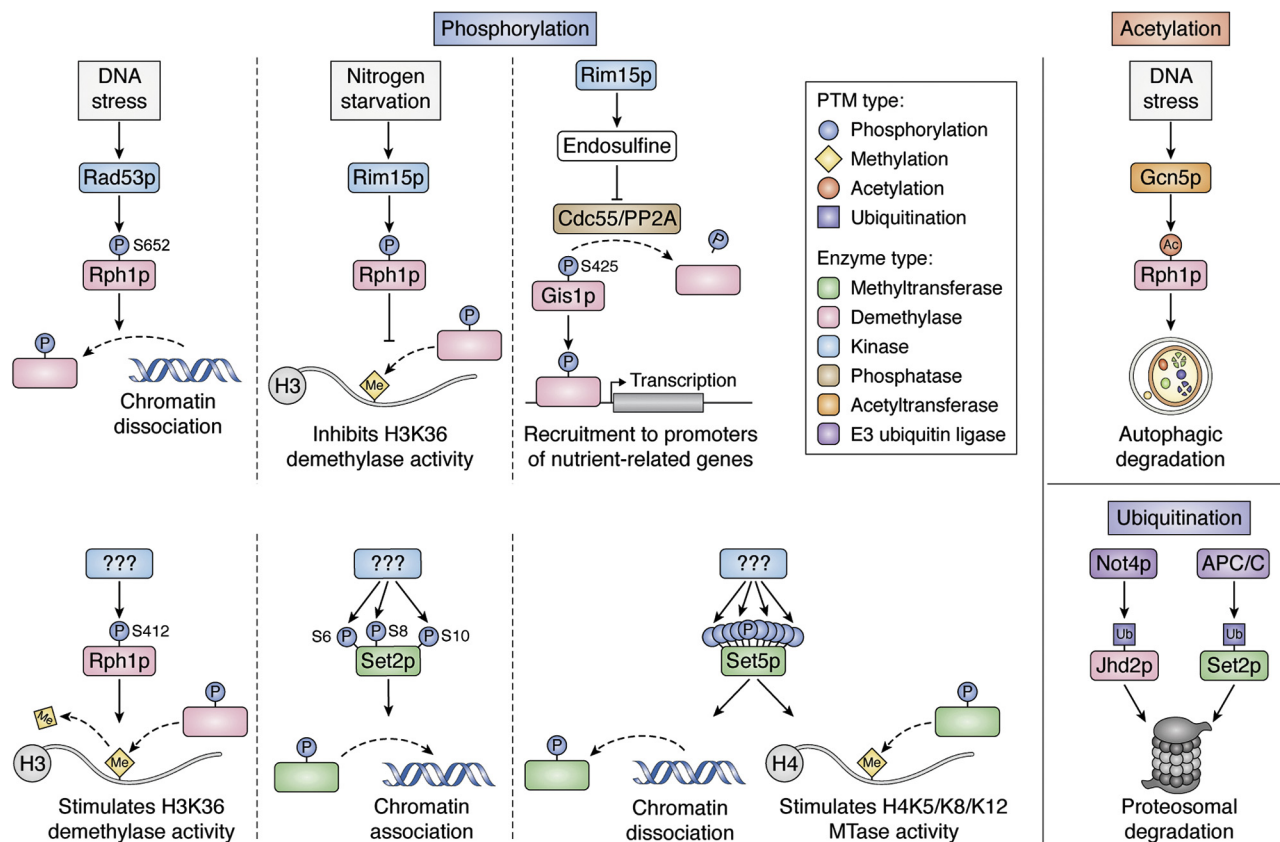 Phosphorylation
DNA
stress
Rad53p
P
S652
Rph1p
P
Chromatin
dissociation
Nitrogen
starvation
Rim15p
P
Rph1p
P
H3
Me
Inhibits H3K36
demethylase activity
Rim15p
Endosulfine
Cdc55/PP2A
P
P
S425
Gis1p
P
Transcription
Recruitment to promoters
of nutrient-related genes
PTM type:
Phosphorylation
Methylation
Acetylation
Ubiquitination
Enzyme type:
Methyltransferase
Demethylase
Kinase
Phosphatase
Acetyltransferase
E3 ubiquitin ligase
Acetylation
DNA
stress
Gcn5p
Ac
Rph1p
Autophagic
degradation
???
P
S412
Rph1p
P
Me
H3
Me
Stimulates H3K36
demethylase activity
???
S6
P
P
S8
P
S10
Set2p
P
Chromatin
association
???
P
Set5p
P
Chromatin
dissociation
P
H4
Me
Stimulates H4K5/K8/K12
MTase activity
Ubiquitination
Not4p
APC/C
Ub
Ub
Jhd2p
Set2p
Proteosomal
degradation